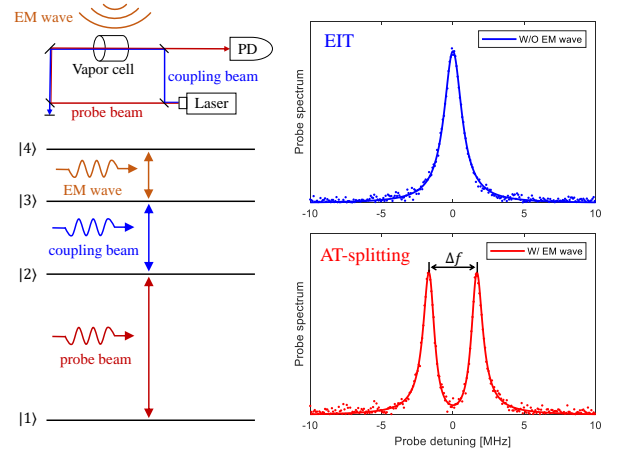 EM wave
PD
Vapor cell
coupling beam
Laser
probe beam
|4⟩
EM wave
|3⟩
coupling beam
|2⟩
probe beam
|1⟩
EIT
W/O EM wave
Probe spectrum
-10 -5 0 5 10
AT-splitting
W/ EM wave
Δf
Probe spectrum
-10 -5 0 5 10
Probe detuning [MHz]